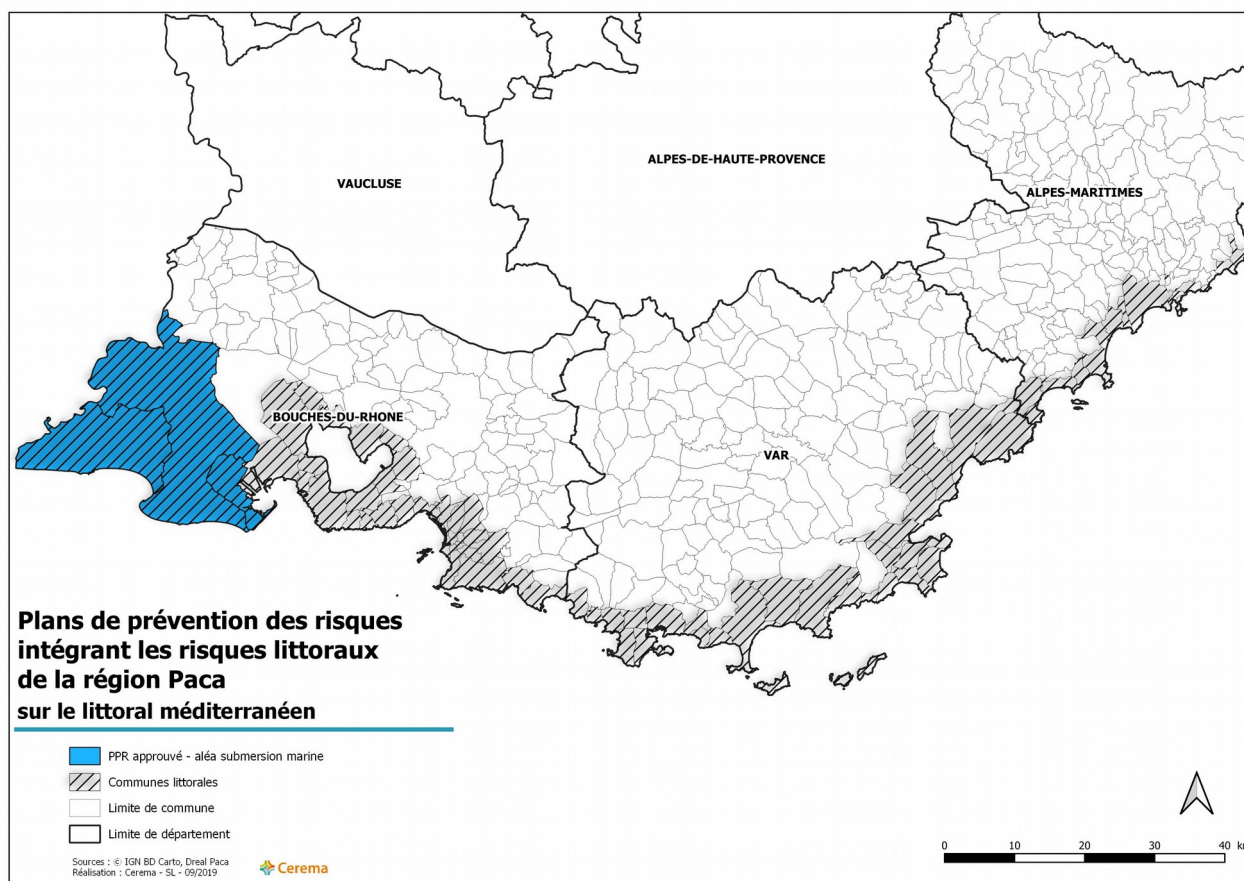 VAUCLUSE
ALPES-DE-HAUTE-PROVENCE
ALPES-MARITIMES
BOUCHES-DU-RHONE
VAR
Plans de prévention des risques
intégrant les risques littoraux
de la région Paca
sur le littoral méditerranéen
PPR approuvé - aléa submersion marine
Communes littorales
Limite de commune
Limite de département
Sources : © IGN BD Carto, Dreal Paca
Réalisation : Cerema - SL - 09/2019
Cerema
0 10 20 30 40 km